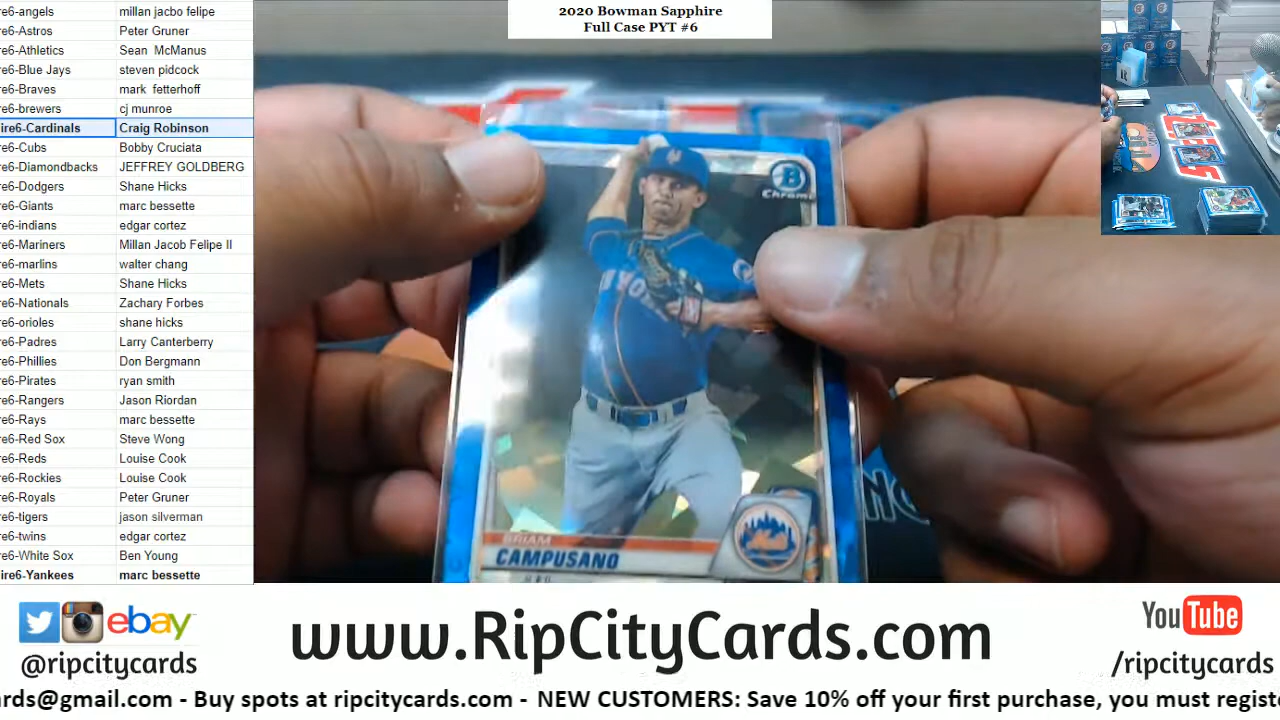 2020 Bowman Sapphire
Full Case PYT #6
re6-angels millan jacbo felipe
re6-Astros Peter Gruner
re6-Athletics Sean McManus
re6-Blue Jays steven pidcock
re6-Braves mark fetterhoff
re6-brewers cj munroe
ire6-Cardinals Craig Robinson
re6-Cubs Bobby Cruciata
re6-Diamondbacks JEFFREY GOLDBERG
re6-Dodgers Shane Hicks
re6-Giants marc bessette
re6-indians edgar cortez
re6-Mariners Millan Jacob Felipe II
re6-marlins walter chang
re6-Mets Shane Hicks
re6-Nationals Zachary Forbes
re6-orioles shane hicks
re6-Padres Larry Canterberry
re6-Phillies Don Bergmann
re6-Pirates ryan smith
re6-Rangers Jason Riordan
re6-Rays marc bessette
re6-Red Sox Steve Wong
re6-Reds Louise Cook
re6-Rockies Louise Cook
re6-Royals Peter Gruner
re6-tigers jason silverman
re6-twins edgar cortez
re6-White Sox Ben Young
ire6-Yankees marc bessette
B
Chrome
BRIAM
CAMPUSANO
ebay
@ripcitycards
www.RipCityCards.com
YouTube
/ripcitycards
ards@gmail.com - Buy spots at ripcitycards.com - NEW CUSTOMERS: Save 10% off your first purchase, you must registe